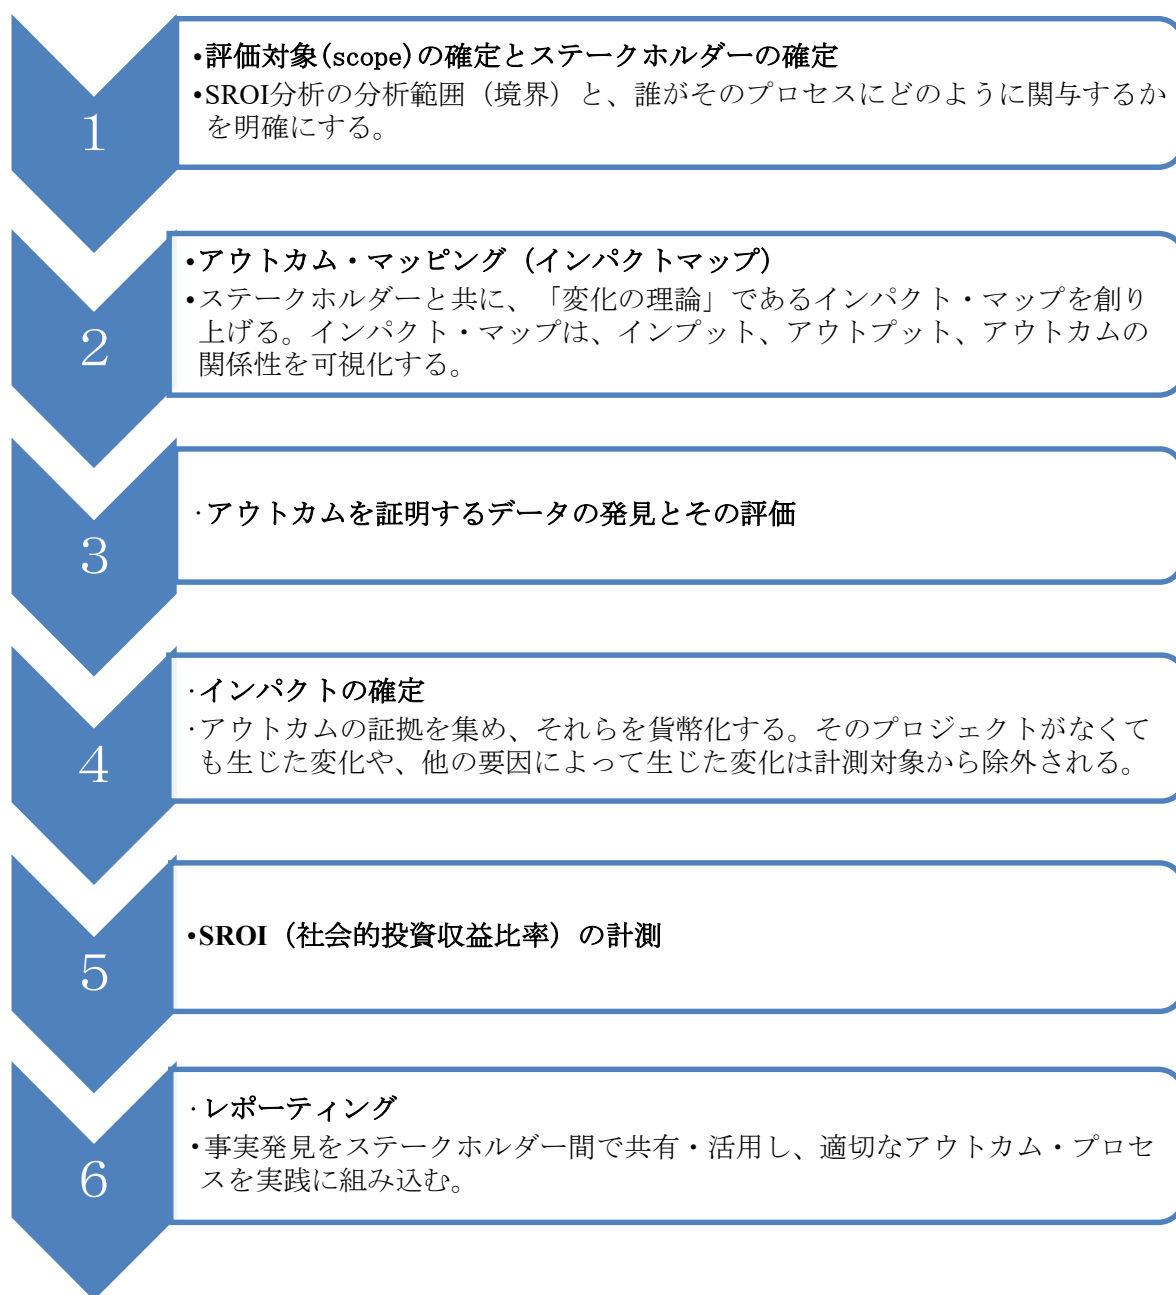 1
•評価対象(scope)の確定とステークホルダーの確定
•SROI分析の分析範囲（境界）と、誰がそのプロセスにどのように関与するか
を明確にする。
2
•アウトカム・マッピング（インパクトマップ）
•ステークホルダーと共に、「変化の理論」であるインパクト・マップを創り
上げる。インパクト・マップは、インプット、アウトプット、アウトカムの
関係性を可視化する。
3
·アウトカムを証明するデータの発見とその評価
4
·インパクトの確定
·アウトカムの証拠を集め、それらを貨幣化する。そのプロジェクトがなくて
も生じた変化や、他の要因によって生じた変化は計測対象から除外される。
5
•SROI（社会的投資収益比率）の計測
6
·レポーティング
•事実発見をステークホルダー間で共有・活用し、適切なアウトカム・プロセ
スを実践に組み込む。